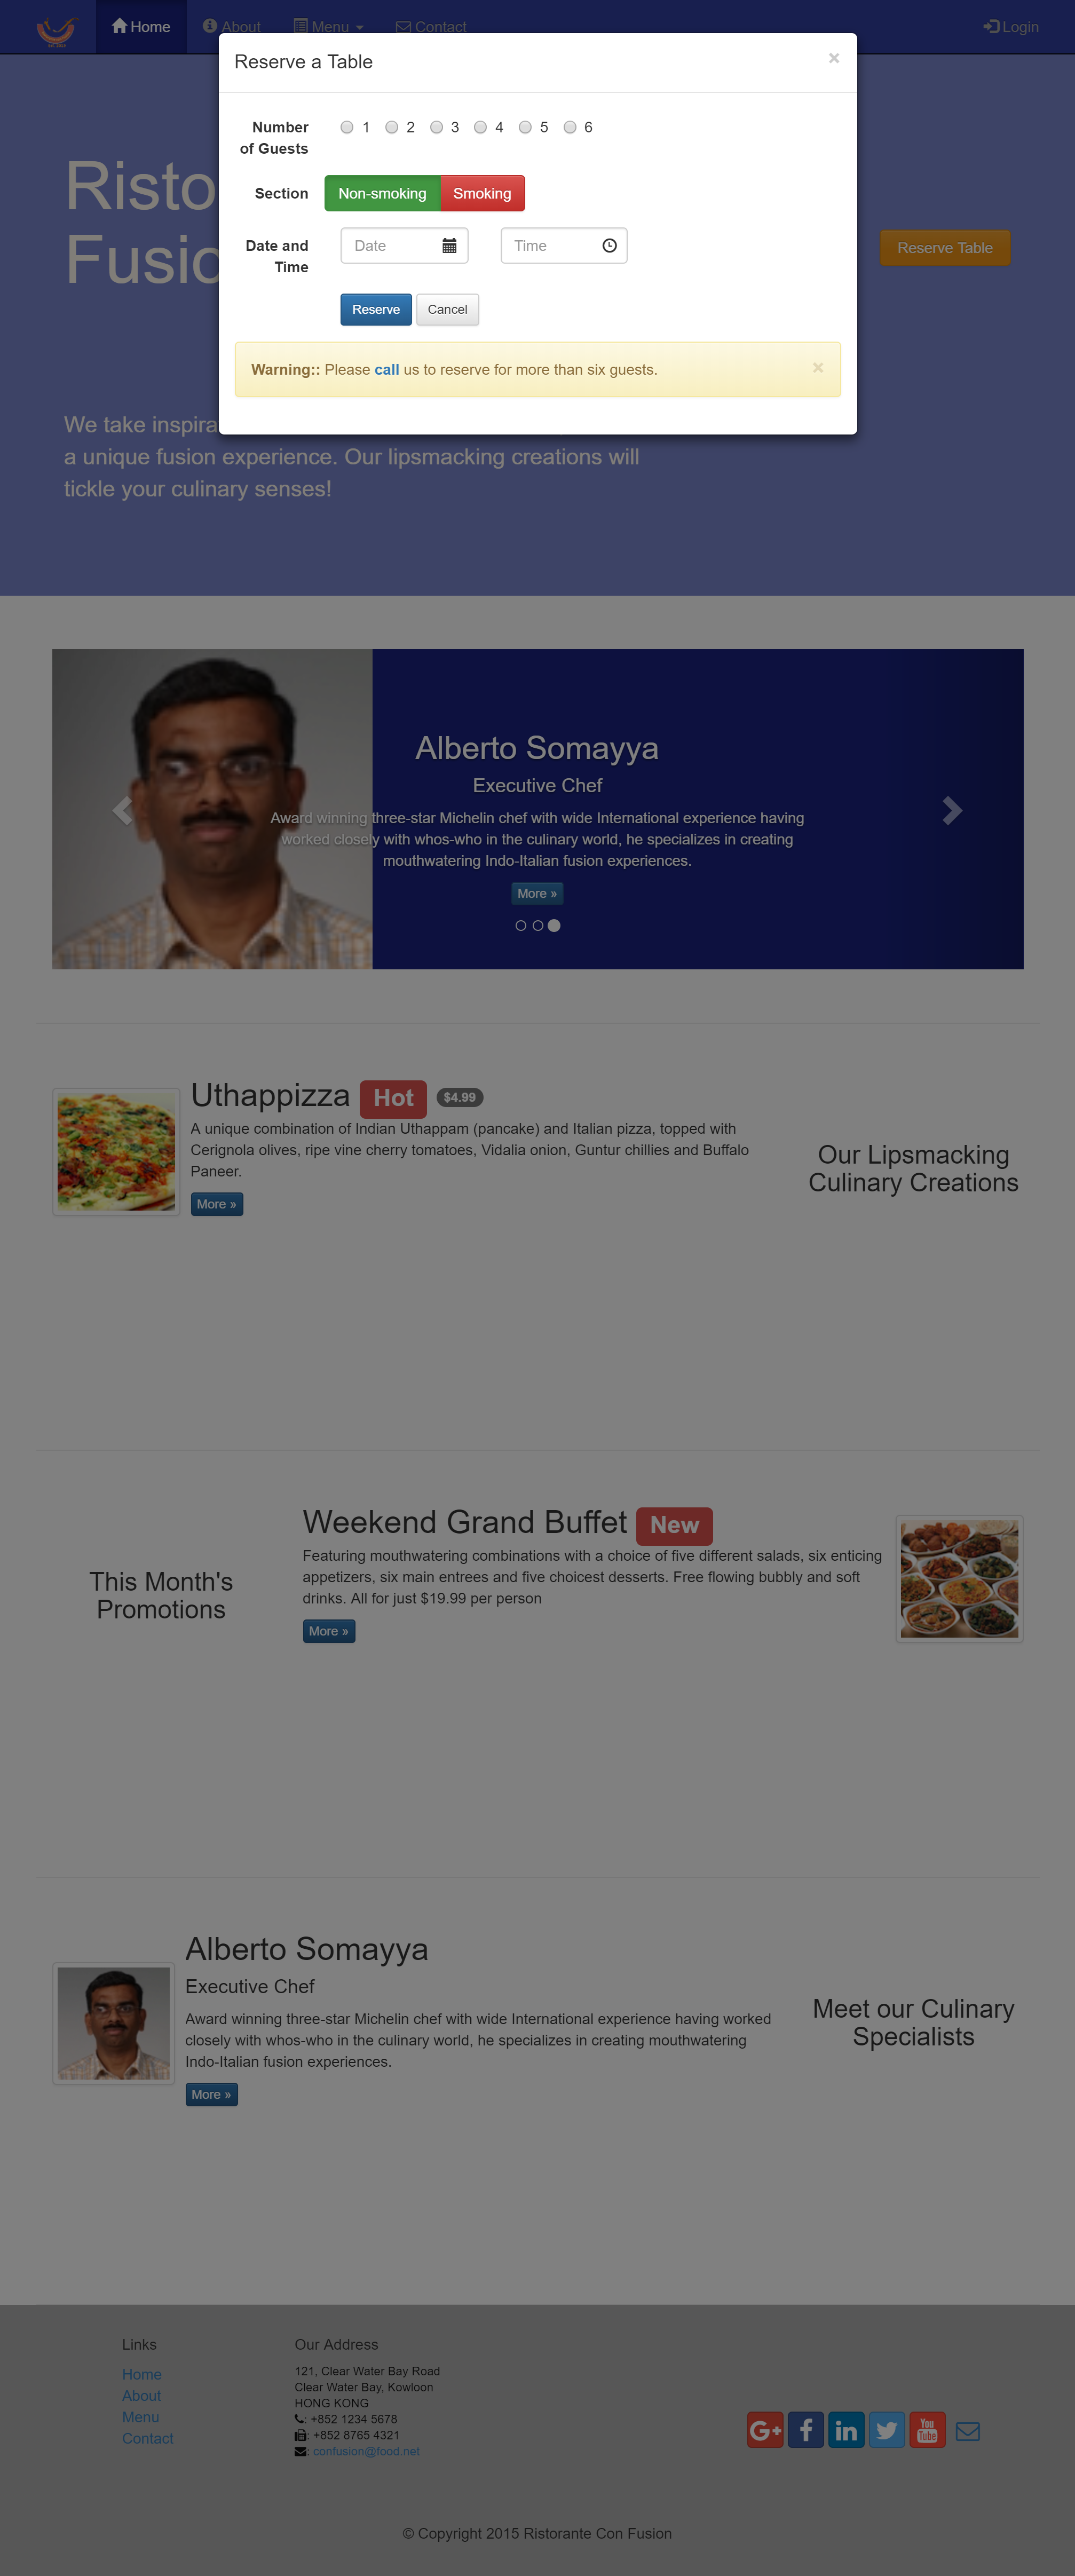 Home About Menu Contact Login
Reserve a Table ×
Number 1 2 3 4 5 6
of Guests
Section Non-smoking Smoking
Date and Date Time
Time
Reserve Cancel
Warning:: Please call us to reserve for more than six guests. ×
Risto
Fusio
Reserve Table
We take inspira
a unique fusion experience. Our lipsmacking creations will
tickle your culinary senses!
Alberto Somayya
Executive Chef
Award winning three-star Michelin chef with wide International experience having
worked closely with whos-who in the culinary world, he specializes in creating
mouthwatering Indo-Italian fusion experiences.
More »
Uthappizza Hot $4.99
A unique combination of Indian Uthappam (pancake) and Italian pizza, topped with
Cerignola olives, ripe vine cherry tomatoes, Vidalia onion, Guntur chillies and Buffalo
Paneer.
More »
Our Lipsmacking
Culinary Creations
This Month's
Promotions
Weekend Grand Buffet New
Featuring mouthwatering combinations with a choice of five different salads, six enticing
appetizers, six main entrees and five choicest desserts. Free flowing bubbly and soft
drinks. All for just $19.99 per person
More »
Alberto Somayya
Executive Chef
Award winning three-star Michelin chef with wide International experience having worked
closely with whos-who in the culinary world, he specializes in creating mouthwatering
Indo-Italian fusion experiences.
More »
Meet our Culinary
Specialists
Links
Home
About
Menu
Contact
Our Address
121, Clear Water Bay Road
Clear Water Bay, Kowloon
HONG KONG
: +852 1234 5678
: +852 8765 4321
: confusion@food.net
G+ f in You Tube
© Copyright 2015 Ristorante Con Fusion